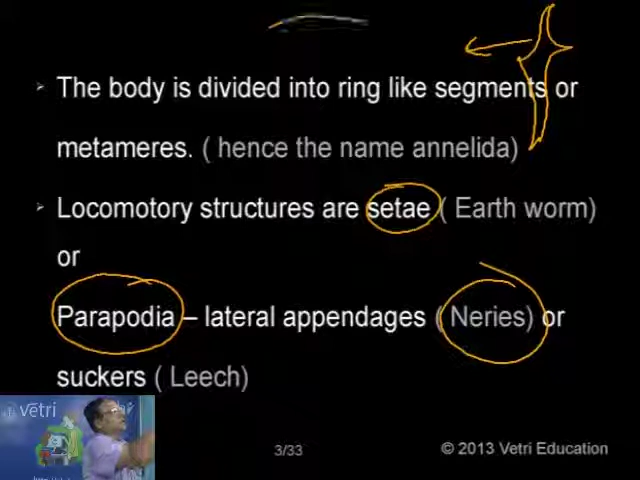 The body is divided into ring like segments or
metameres. ( hence the name annelida)
Locomotory structures are setae ( Earth worm)
or
Parapodia – lateral appendages ( Neries) or
suckers ( Leech)
vetri
3/33
© 2013 Vetri Education